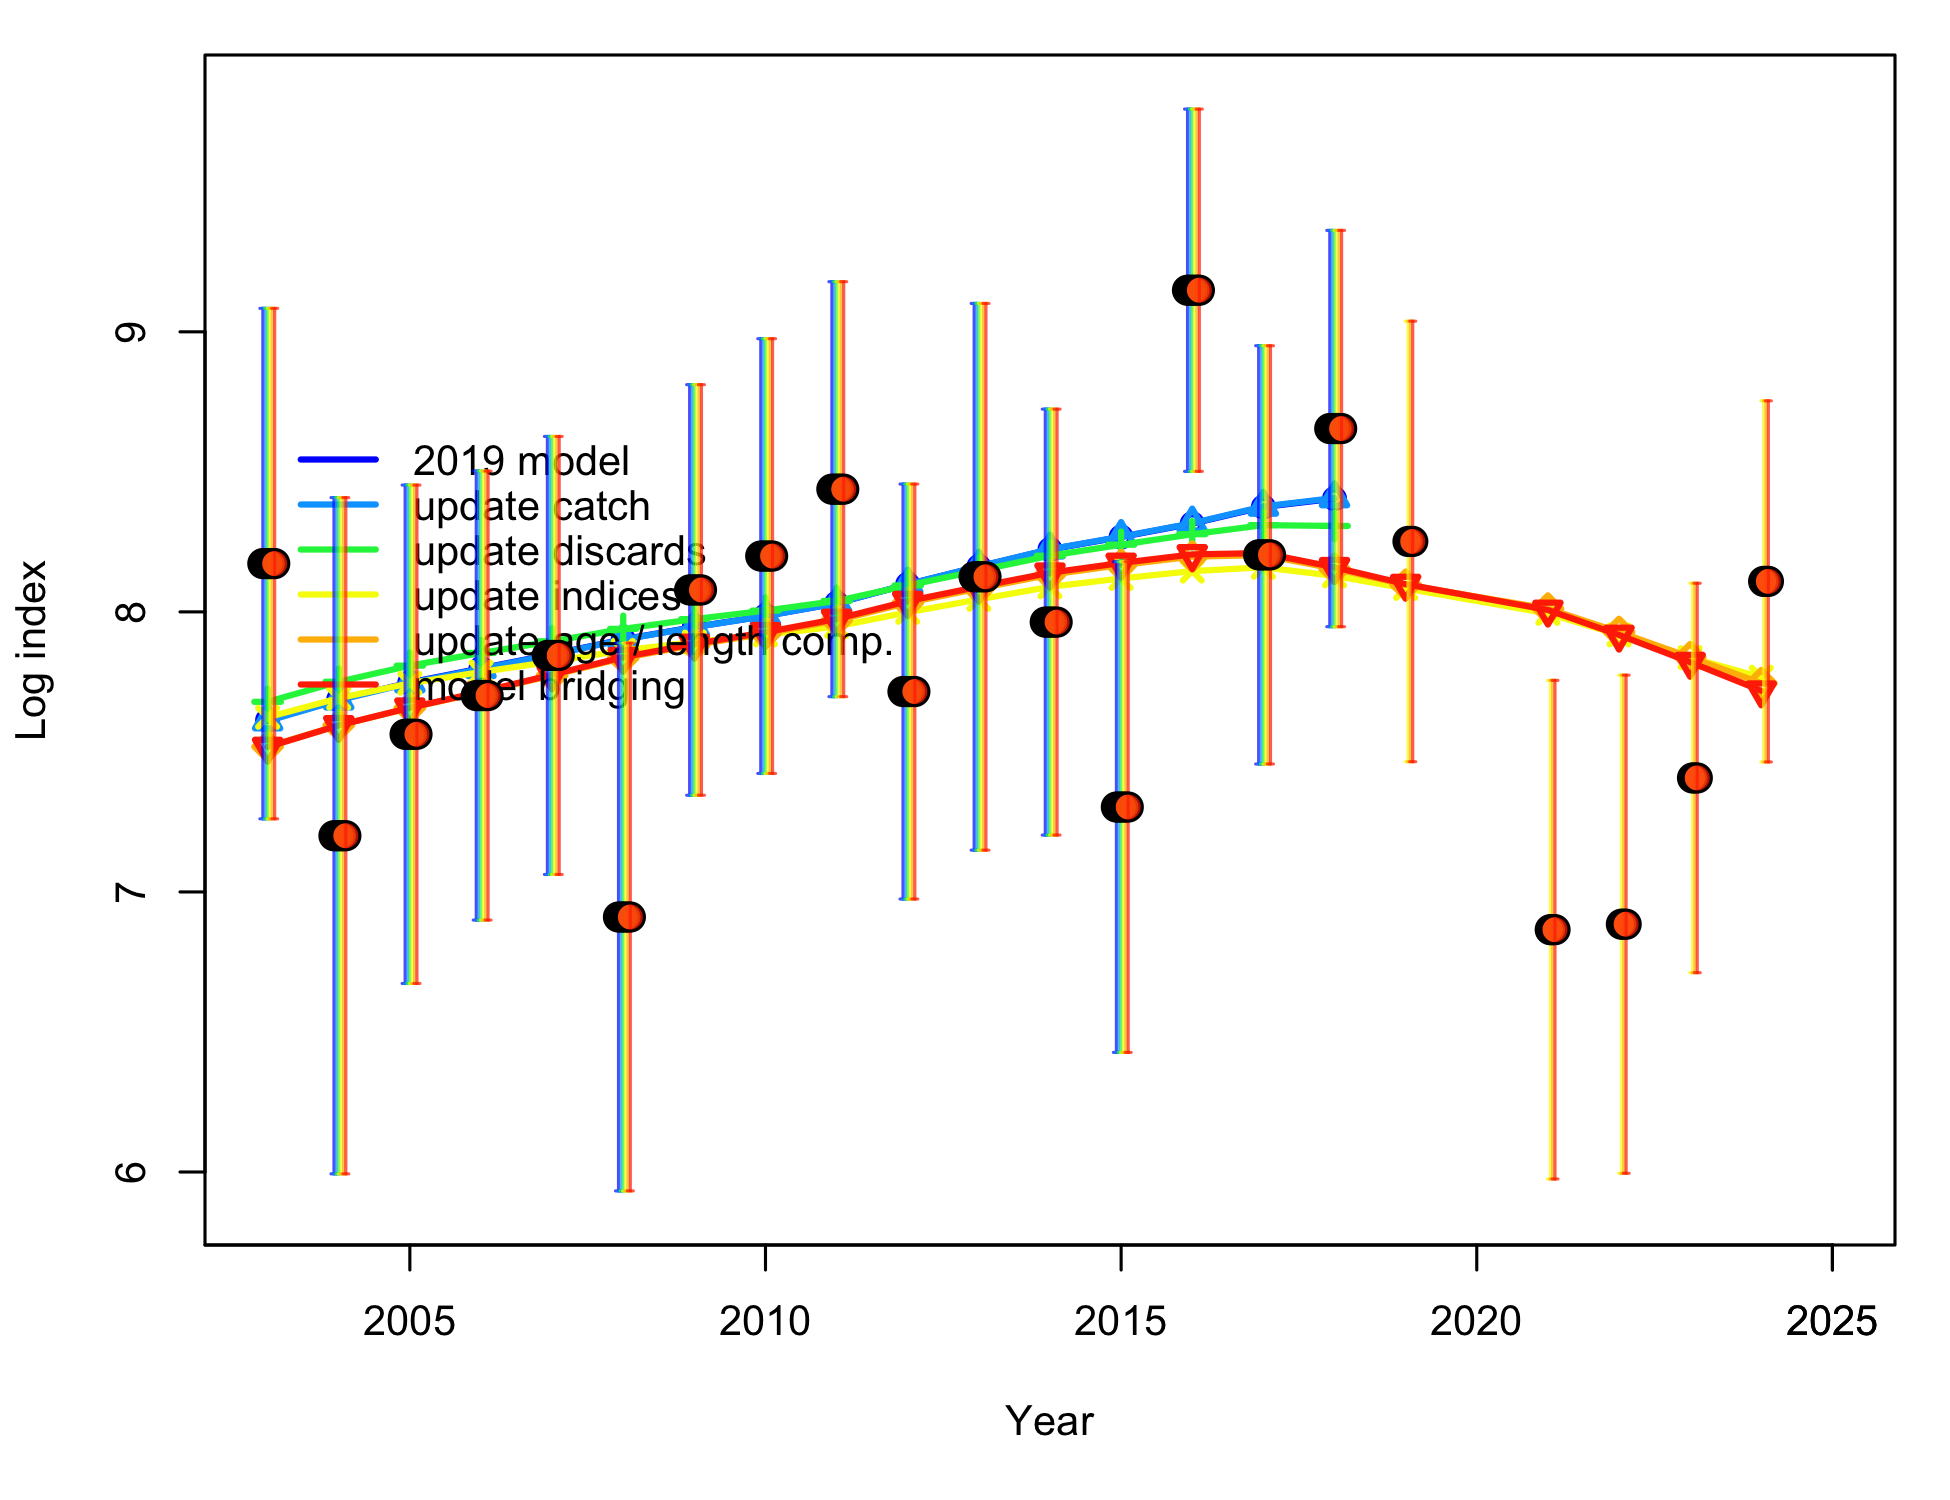 Log index
9
8
7
6
2019 model
update catch
update discards
update indices
update age / length comp.
model bridging
2005 2010 2015 2020 2025
Year